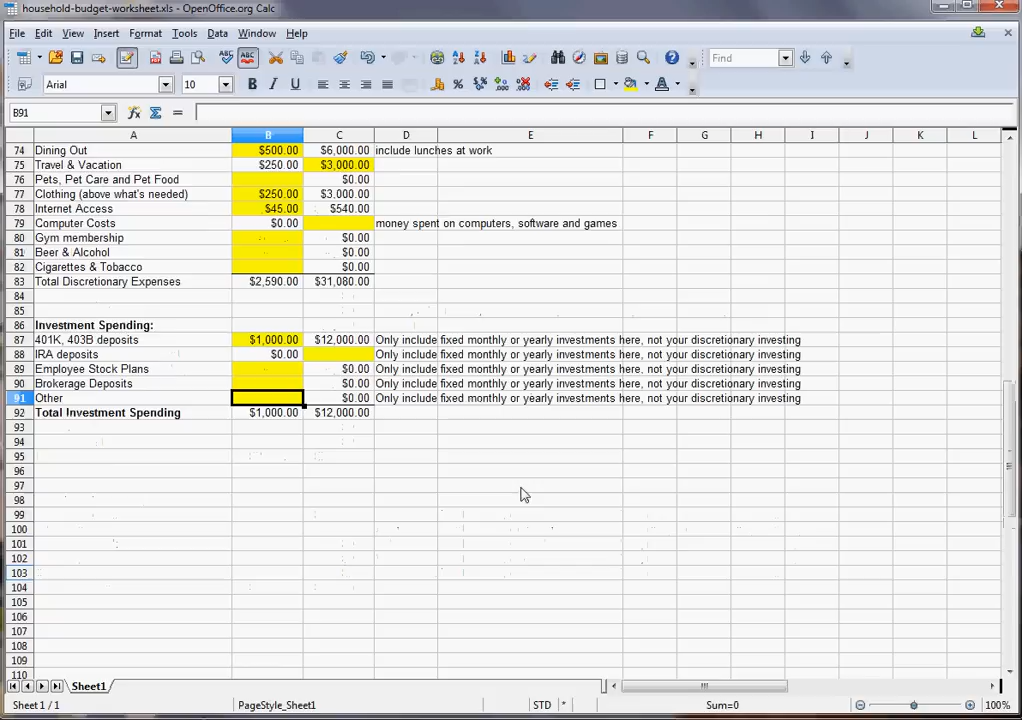 household-budget-worksheet.xls - OpenOffice.org Calc
File Edit View Insert Format Tools Data Window Help
Find
Arial 10
B91
A B C D E F G H I J K L
74 Dining Out $500.00 $6,000.00 include lunches at work
75 Travel & Vacation $250.00 $3,000.00
76 Pets, Pet Care and Pet Food $0.00
77 Clothing (above what's needed) $250.00 $3,000.00
78 Internet Access $45.00 $540.00
79 Computer Costs $0.00 money spent on computers, software and games
80 Gym membership $0.00
81 Beer & Alcohol $0.00
82 Cigarettes & Tobacco $0.00
83 Total Discretionary Expenses $2,590.00 $31,080.00
84
85
86 Investment Spending:
87 401K, 403B deposits $1,000.00 $12,000.00 Only include fixed monthly or yearly investments here, not your discretionary investing
88 IRA deposits $0.00 Only include fixed monthly or yearly investments here, not your discretionary investing
89 Employee Stock Plans $0.00 Only include fixed monthly or yearly investments here, not your discretionary investing
90 Brokerage Deposits $0.00 Only include fixed monthly or yearly investments here, not your discretionary investing
91 Other $0.00 Only include fixed monthly or yearly investments here, not your discretionary investing
92 Total Investment Spending $1,000.00 $12,000.00
93
94
95
96
97
98
99
100
101
102
103
104
105
106
107
108
109
110
Sheet1
Sheet 1 / 1 PageStyle_Sheet1 STD * Sum=0 100%